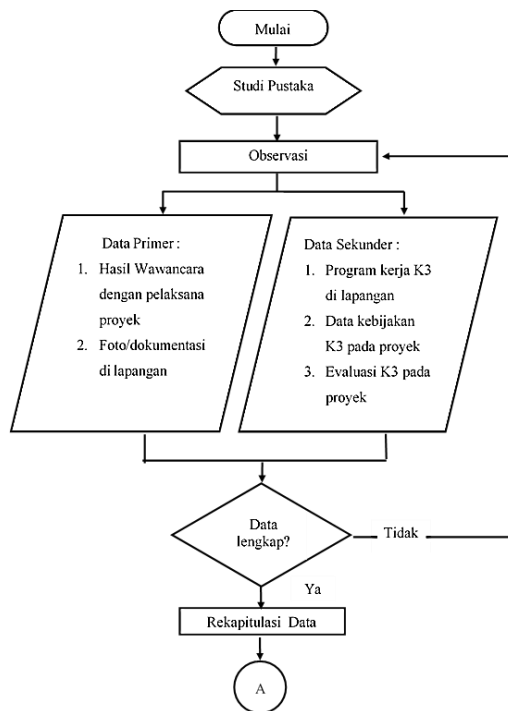 Mulai
Studi Pustaka
Observasi
Data Primer :
1. Hasil Wawancara
dengan pelaksana
proyek
2. Foto/dokumentasi
di lapangan
Data Sekunder :
1. Program kerja K3
di lapangan
2. Data kebijakan
K3 pada proyek
3. Evaluasi K3 pada
proyek
Data
lengkap?
Tidak
Ya
Rekapitulasi Data
A